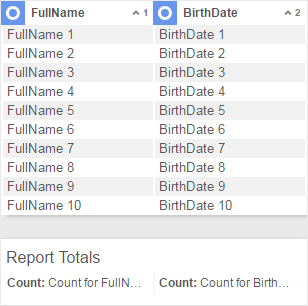 FullName 1 BirthDate 2
FullName 1 BirthDate 1
FullName 2 BirthDate 2
FullName 3 BirthDate 3
FullName 4 BirthDate 4
FullName 5 BirthDate 5
FullName 6 BirthDate 6
FullName 7 BirthDate 7
FullName 8 BirthDate 8
FullName 9 BirthDate 9
FullName 10 BirthDate 10
Report Totals
Count: Count for FullN... Count: Count for Birth...